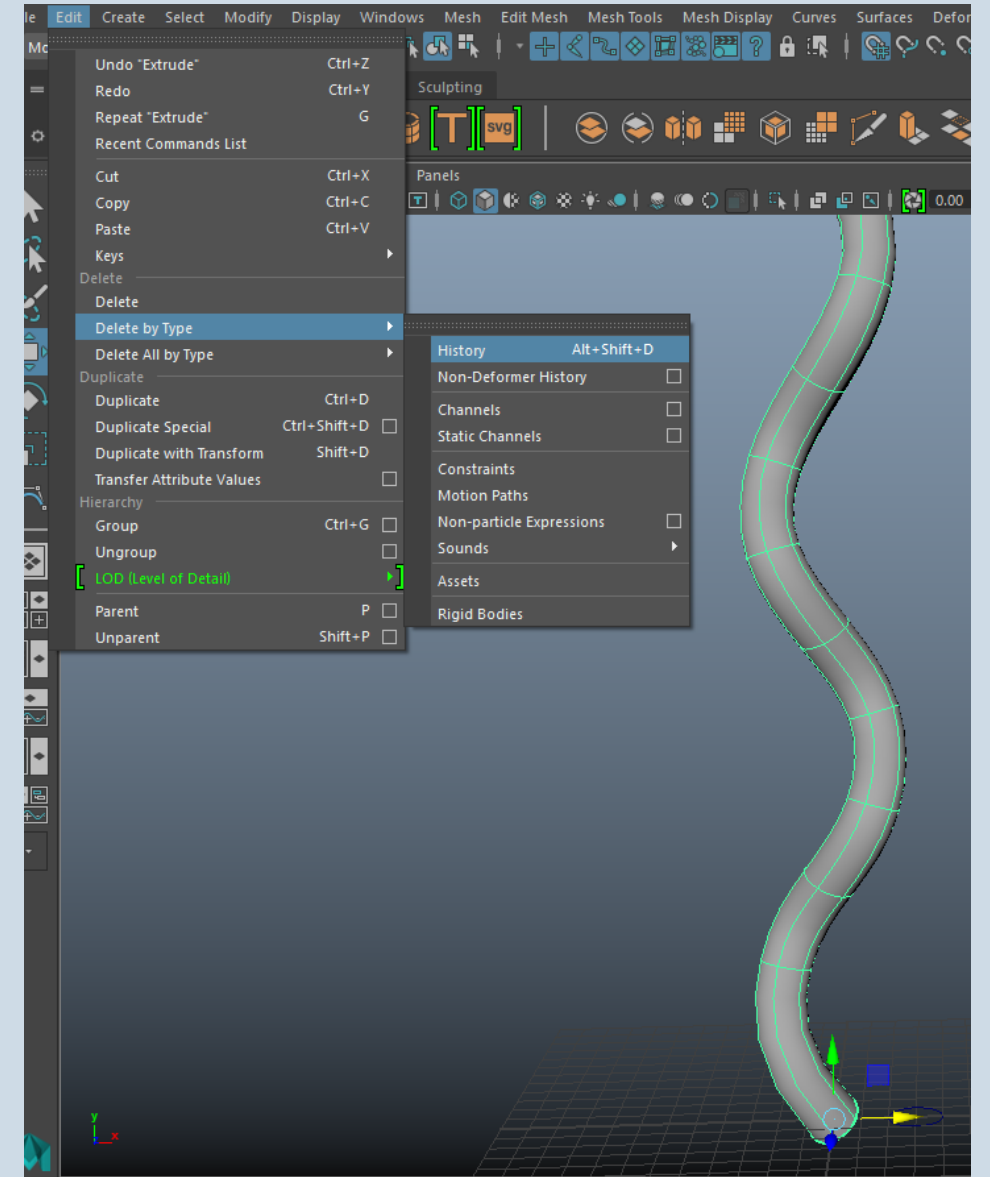 le Edit Create Select Modify Display Windows Mesh Edit Mesh Mesh Tools Mesh Display Curves Surfaces Defor
Mo
Undo "Extrude" Ctrl+Z
Redo Ctrl+Y
Repeat "Extrude" G
Recent Commands List
Cut Ctrl+X
Copy Ctrl+C
Paste Ctrl+V
Keys
Delete
Delete
Delete by Type
Delete All by Type
Duplicate
Duplicate Ctrl+D
Duplicate Special Ctrl+Shift+D
Duplicate with Transform Shift+D
Transfer Attribute Values
Hierarchy
Group Ctrl+G
Ungroup
LOD (Level of Detail)
Parent P
Unparent Shift+P
Sculpting
T svg
Panels
T 0.00
History Alt+Shift+D
Non-Deformer History
Channels
Static Channels
Constraints
Motion Paths
Non-particle Expressions
Sounds
Assets
Rigid Bodies
y
x